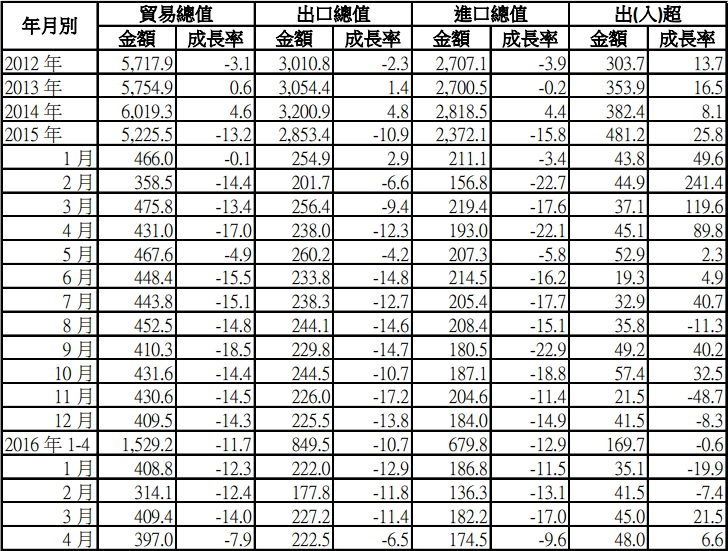 年月別 貿易總值 出口總值 進口總值 出(入)超
金額 成長率 金額 成長率 金額 成長率 金額 成長率
2012 年 5,717.9 -3.1 3,010.8 -2.3 2,707.1 -3.9 303.7 13.7
2013 年 5,754.9 0.6 3,054.4 1.4 2,700.5 -0.2 353.9 16.5
2014 年 6,019.3 4.6 3,200.9 4.8 2,818.5 4.4 382.4 8.1
2015 年 5,225.5 -13.2 2,853.4 -10.9 2,372.1 -15.8 481.2 25.8
1 月 466.0 -0.1 254.9 2.9 211.1 -3.4 43.8 49.6
2 月 358.5 -14.4 201.7 -6.6 156.8 -22.7 44.9 241.4
3 月 475.8 -13.4 256.4 -9.4 219.4 -17.6 37.1 119.6
4 月 431.0 -17.0 238.0 -12.3 193.0 -22.1 45.1 89.8
5 月 467.6 -4.9 260.2 -4.2 207.3 -5.8 52.9 2.3
6 月 448.4 -15.5 233.8 -14.8 214.5 -16.2 19.3 4.9
7 月 443.8 -15.1 238.3 -12.7 205.4 -17.7 32.9 40.7
8 月 452.5 -14.8 244.1 -14.6 208.4 -15.1 35.8 -11.3
9 月 410.3 -18.5 229.8 -14.7 180.5 -22.9 49.2 40.2
10 月 431.6 -14.4 244.5 -10.7 187.1 -18.8 57.4 32.5
11 月 430.6 -14.5 226.0 -17.2 204.6 -11.4 21.5 -48.7
12 月 409.5 -14.3 225.5 -13.8 184.0 -14.9 41.5 -8.3
2016 年 1-4 1,529.2 -11.7 849.5 -10.7 679.8 -12.9 169.7 -0.6
1 月 408.8 -12.3 222.0 -12.9 186.8 -11.5 35.1 -19.9
2 月 314.1 -12.4 177.8 -11.8 136.3 -13.1 41.5 -7.4
3 月 409.4 -14.0 227.2 -11.4 182.2 -17.0 45.0 21.5
4 月 397.0 -7.9 222.5 -6.5 174.5 -9.6 48.0 6.6